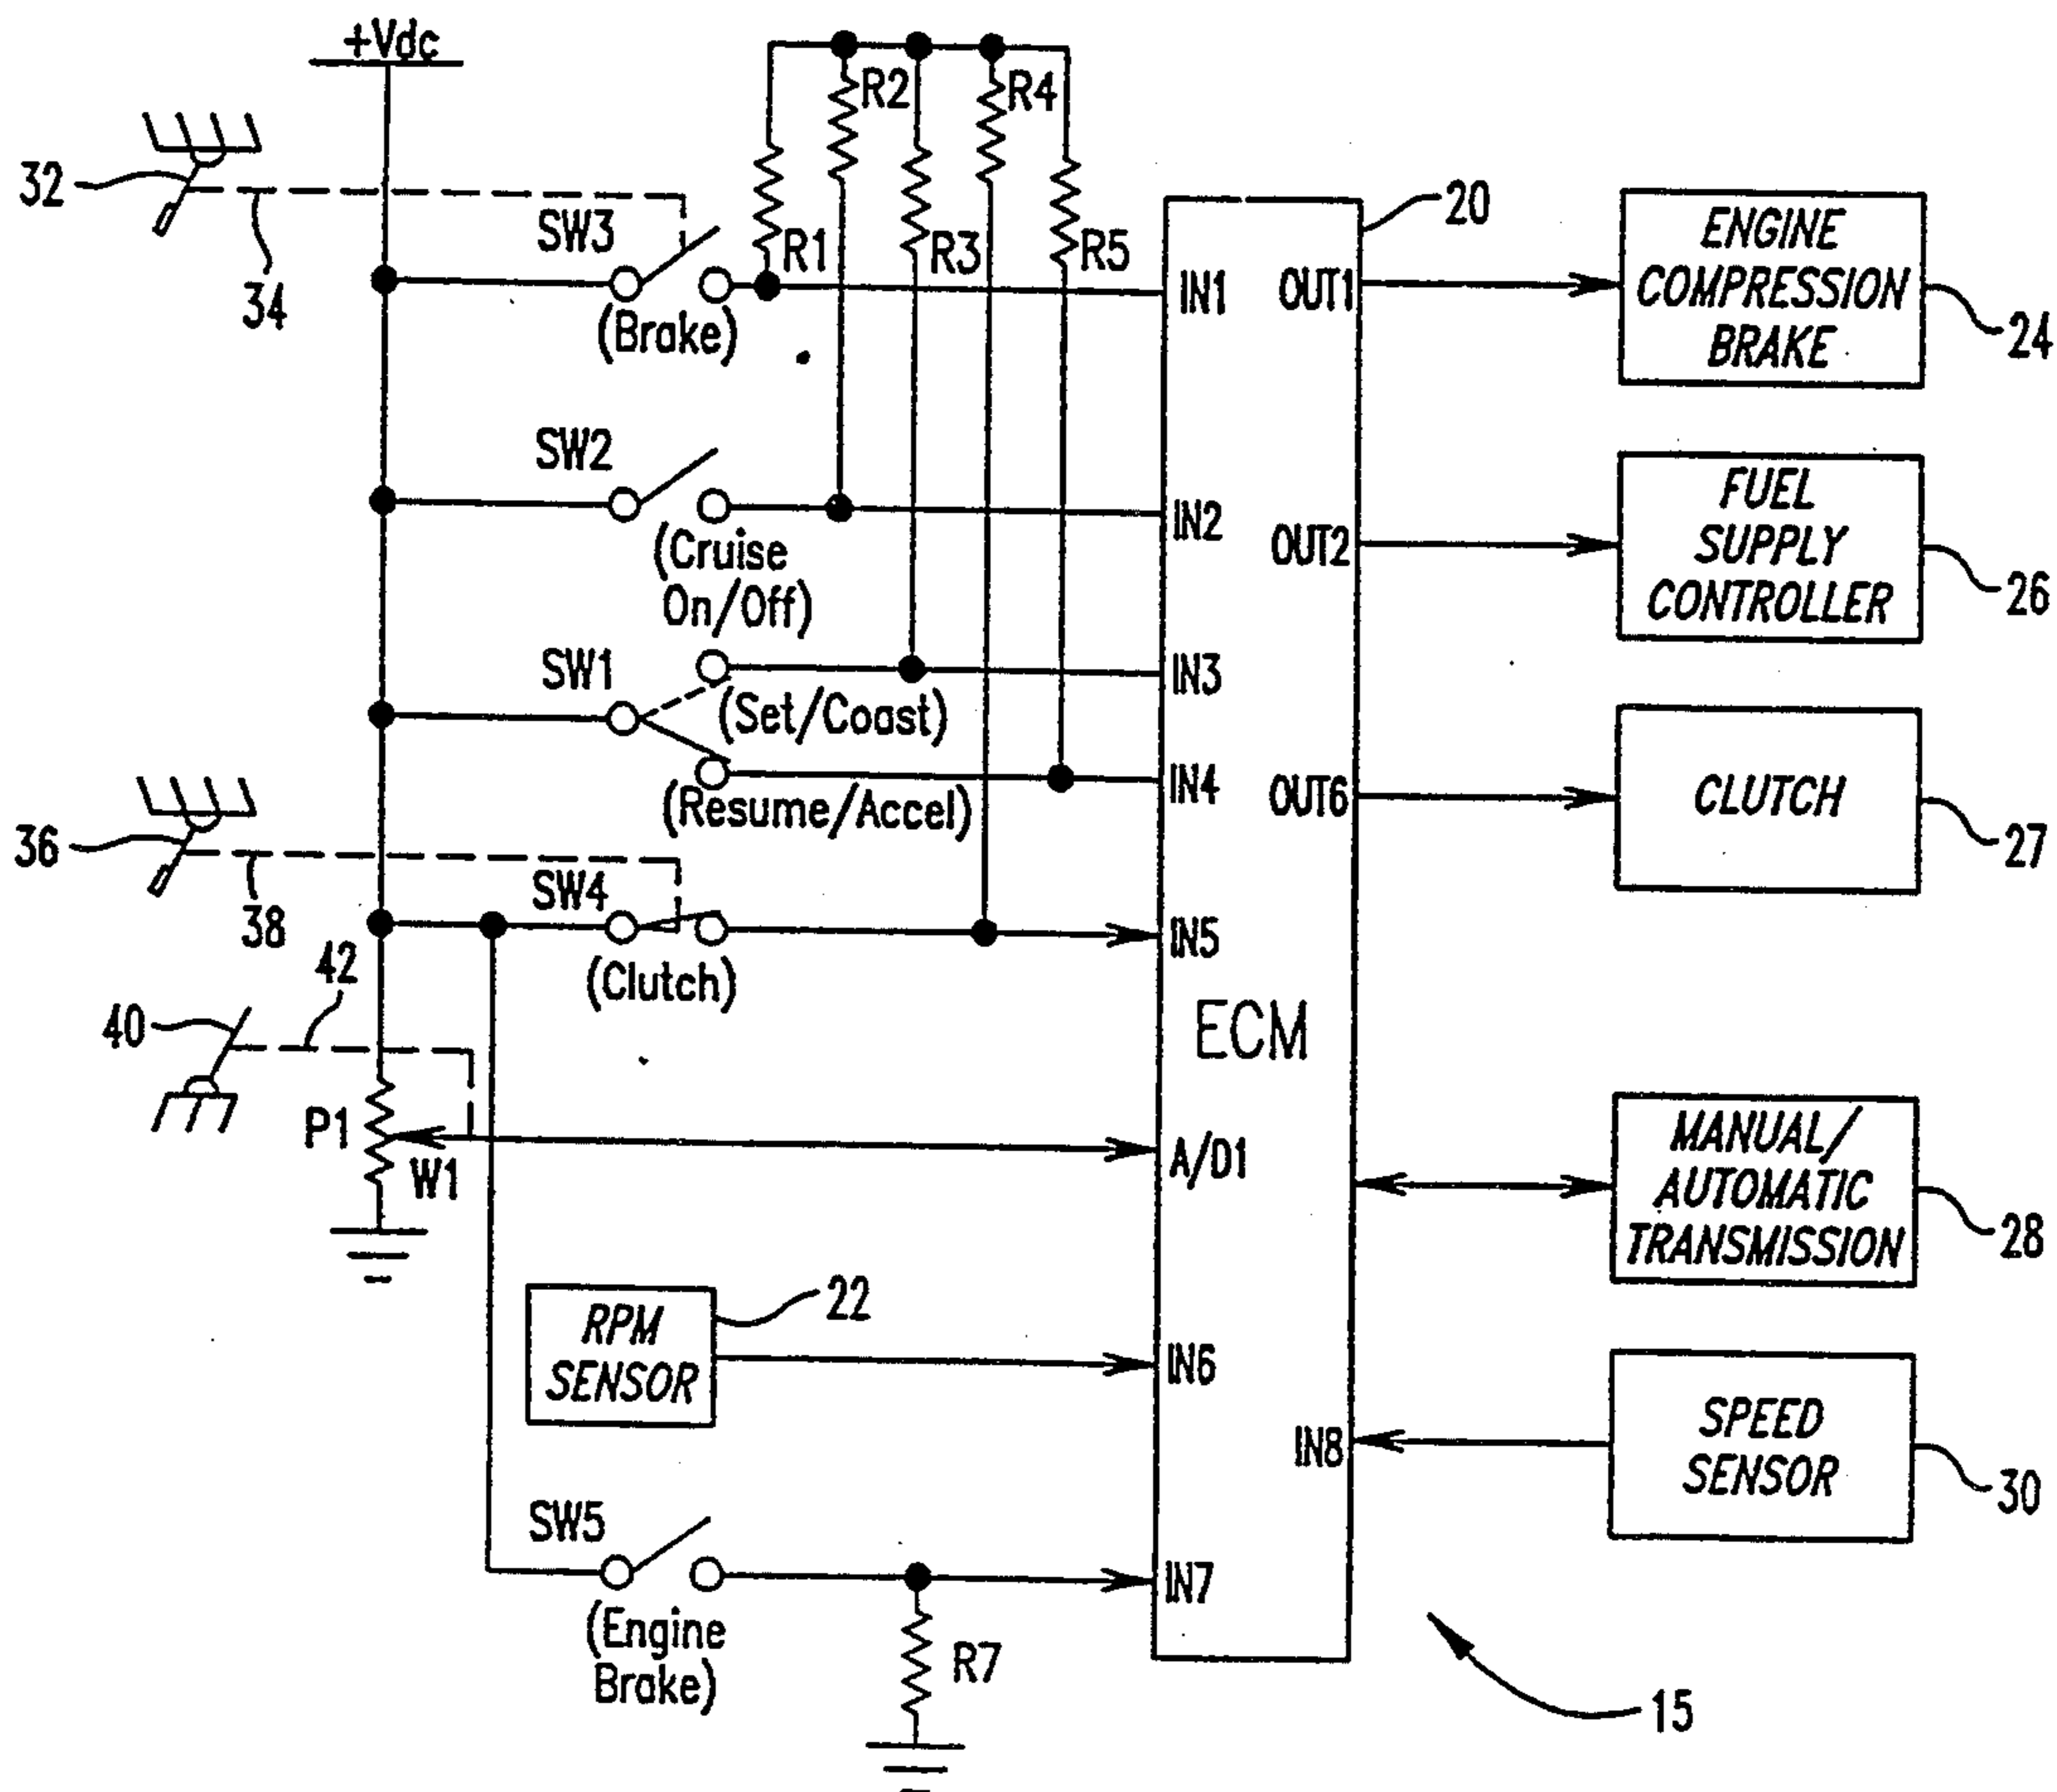 +Vdc
R2
R4
32
SW3
R1
R3
R5
20
ENGINE
COMPRESSION
BRAKE
34
(Brake)
IN1
OUT1
24
SW2
(Cruise
On/Off)
IN2
OUT2
FUEL
SUPPLY
CONTROLLER
26
SW1
(Set/Coast)
IN3
(Resume/Accel)
IN4
OUT6
CLUTCH
27
36
38
SW4
(Clutch)
IN5
42
40
ECM
P1
W1
A/D1
MANUAL/
AUTOMATIC
TRANSMISSION
28
RPM
SENSOR
22
IN6
IN8
SPEED
SENSOR
30
SW5
(Engine
Brake)
IN7
R7
15